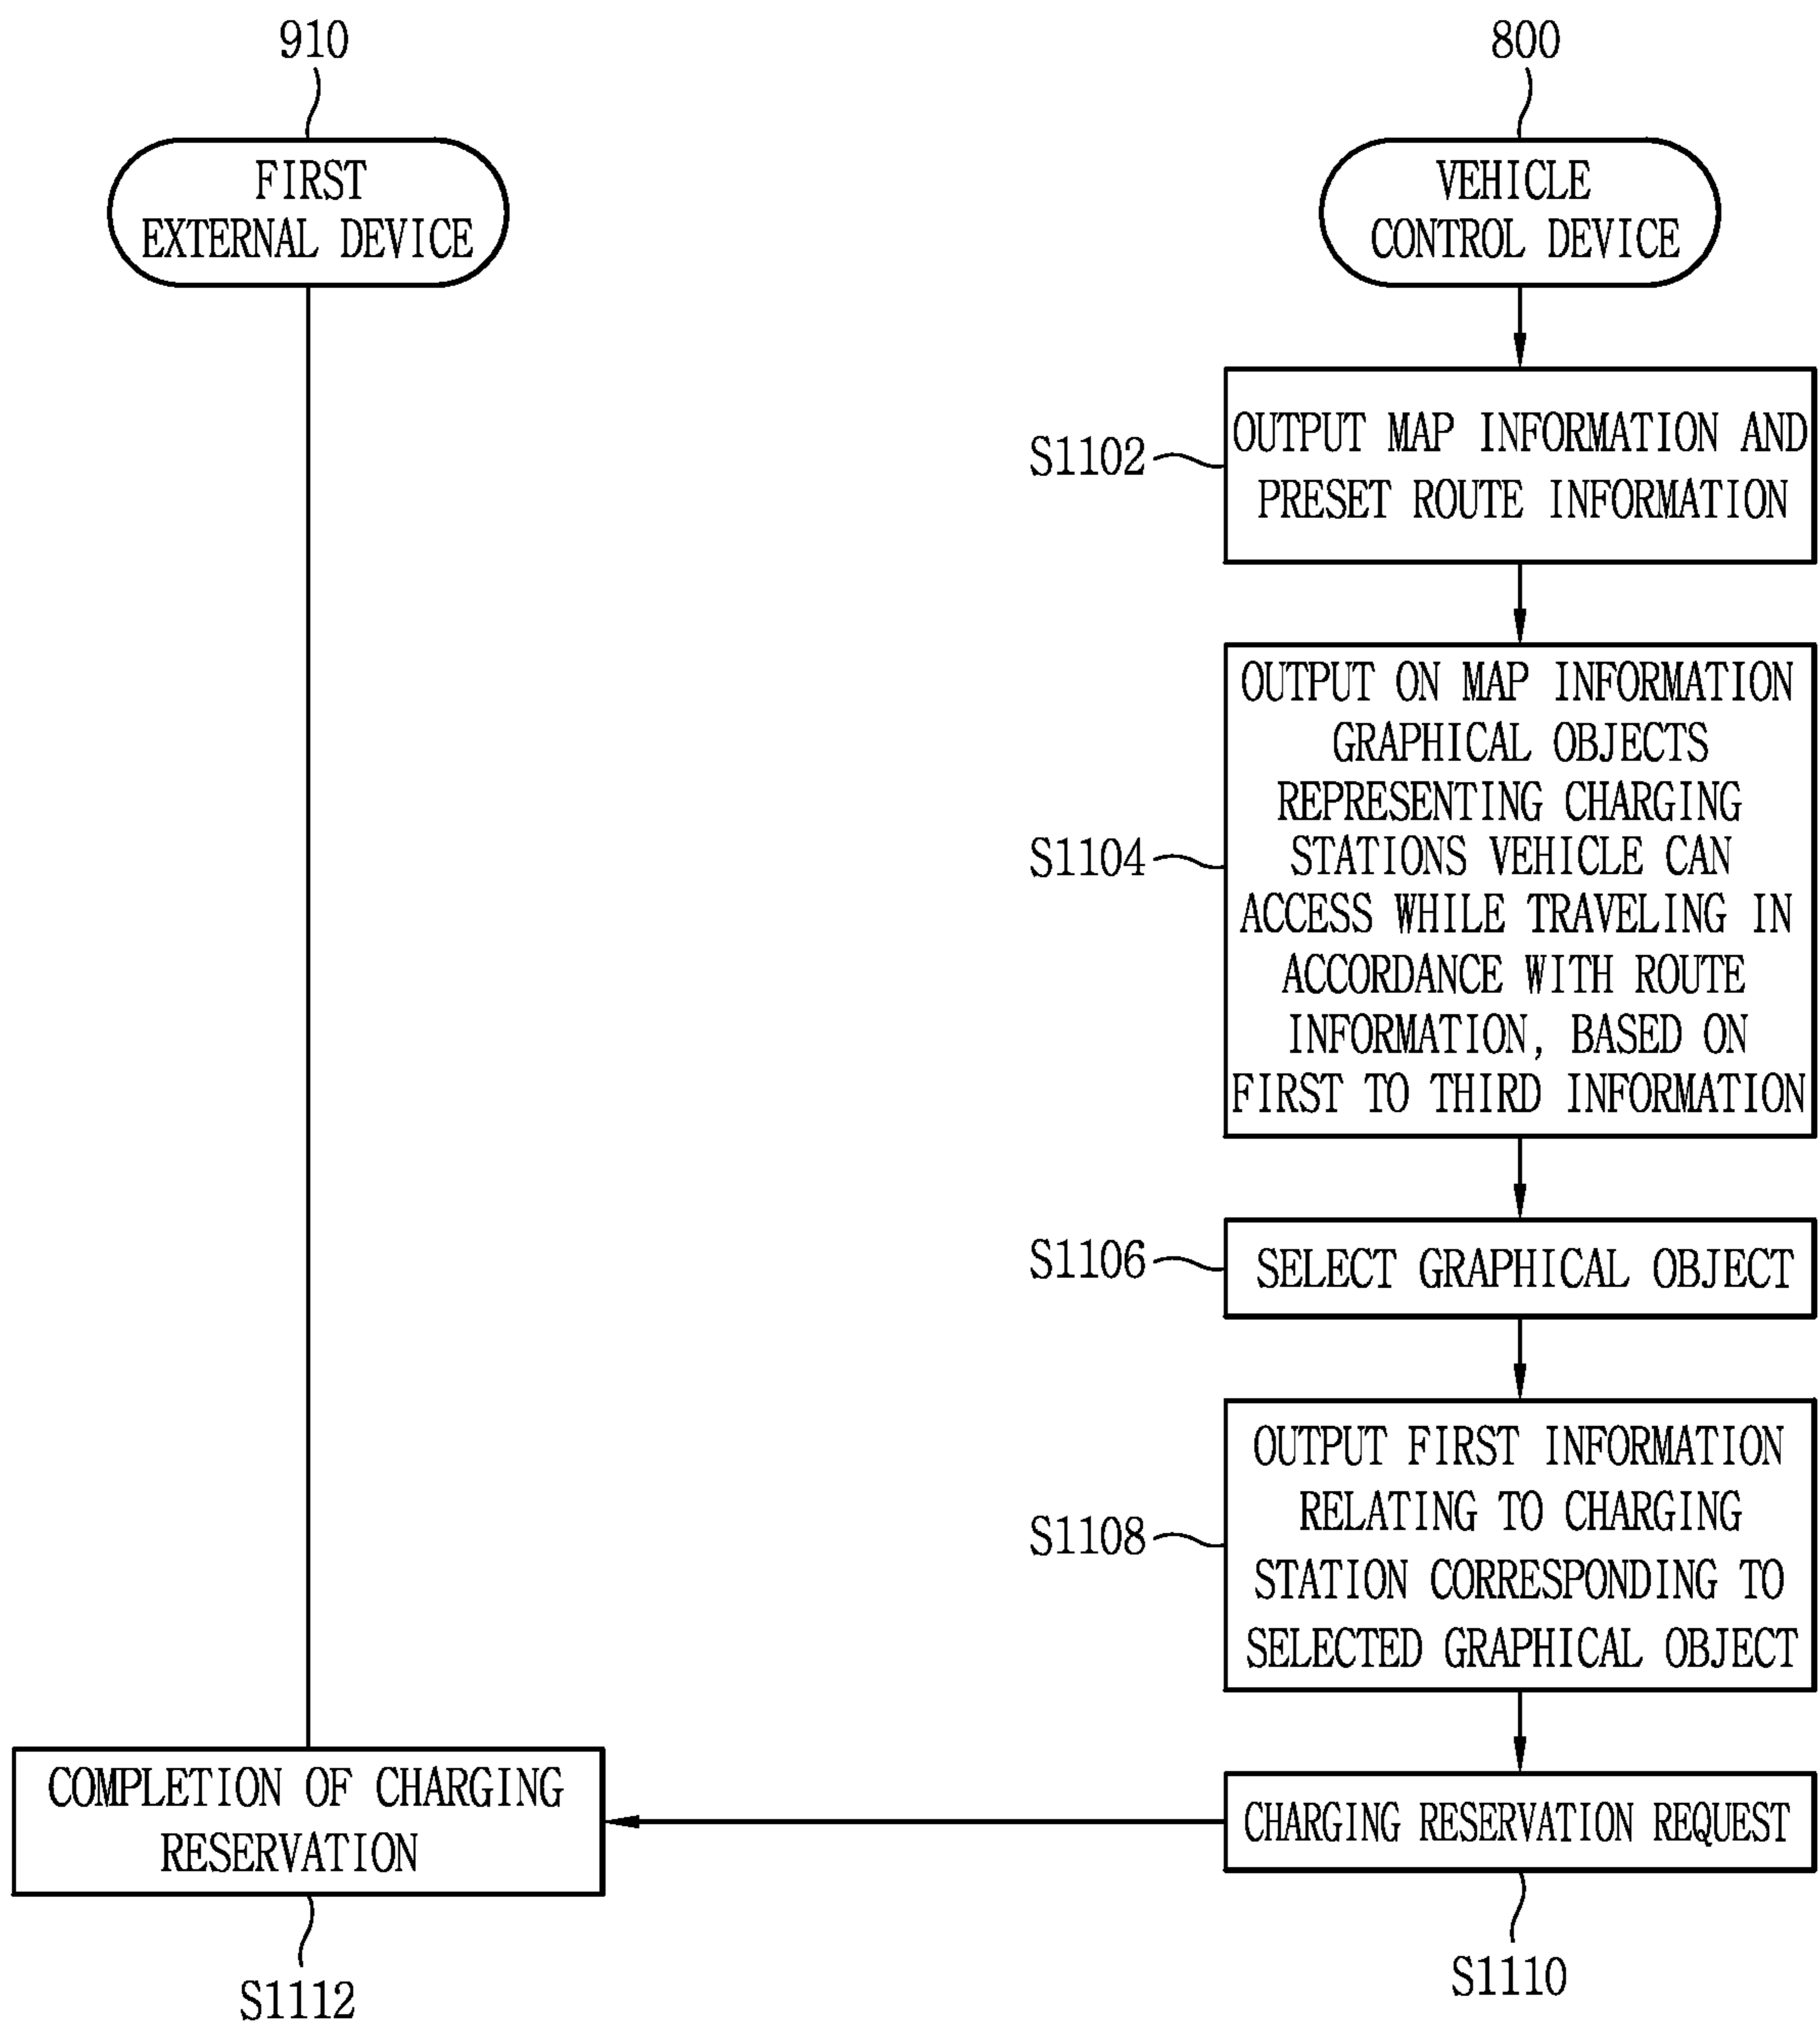 910
800
FIRST
EXTERNAL DEVICE
VEHICLE
CONTROL DEVICE
S1102
OUTPUT MAP INFORMATION AND
PRESET ROUTE INFORMATION
S1104
OUTPUT ON MAP INFORMATION
GRAPHICAL OBJECTS
REPRESENTING CHARGING
STATIONS VEHICLE CAN
ACCESS WHILE TRAVELING IN
ACCORDANCE WITH ROUTE
INFORMATION, BASED ON
FIRST TO THIRD INFORMATION
S1106
SELECT GRAPHICAL OBJECT
S1108
OUTPUT FIRST INFORMATION
RELATING TO CHARGING
STATION CORRESPONDING TO
SELECTED GRAPHICAL OBJECT
COMPLETION OF CHARGING
RESERVATION
CHARGING RESERVATION REQUEST
S1112
S1110